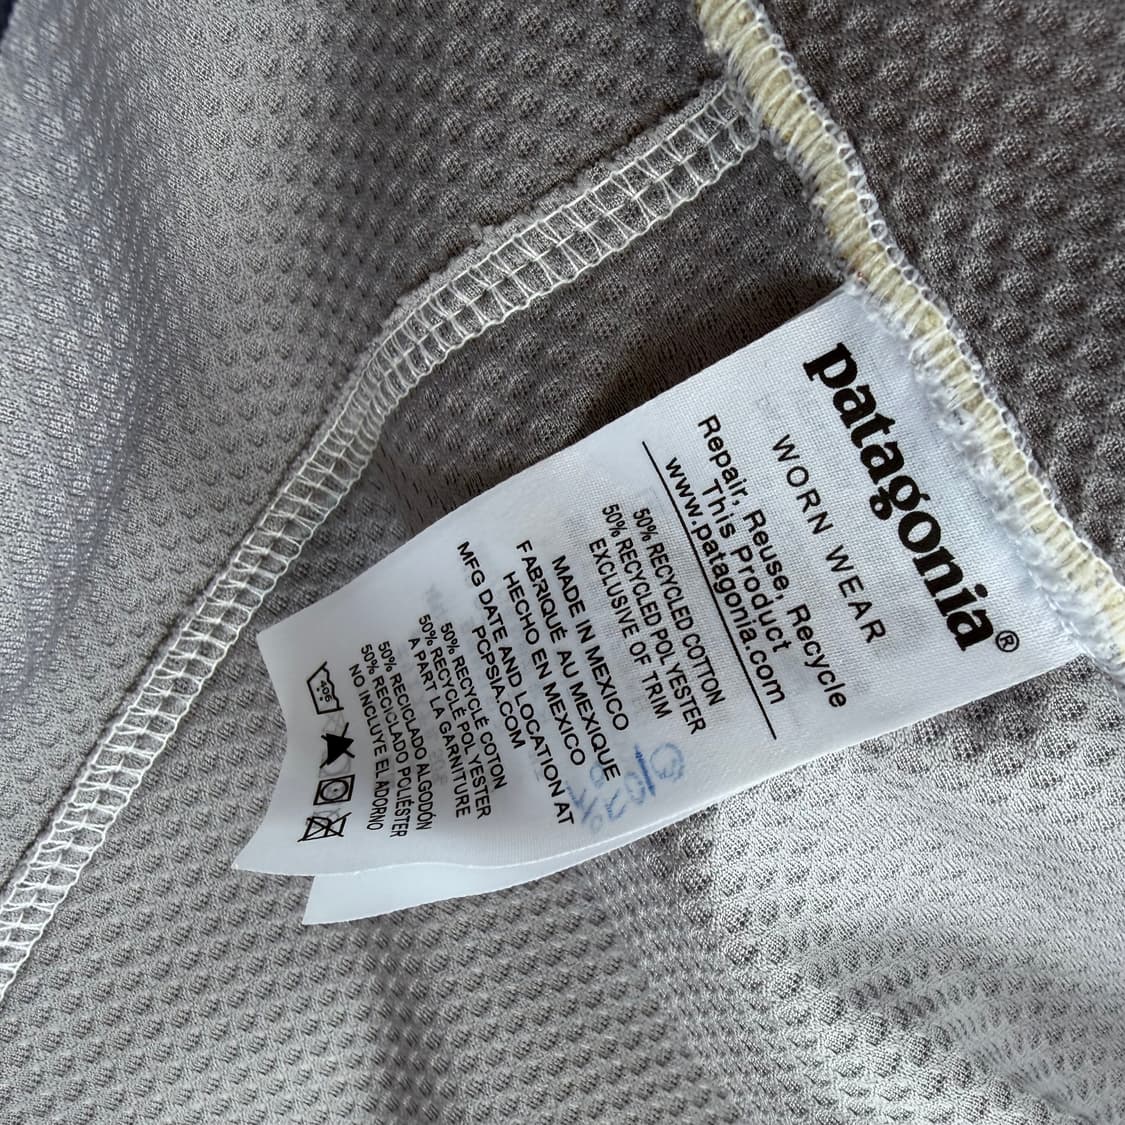 patagonia®
WORN WEAR
Repair, Reuse, Recycle
This Product
www.patagonia.com
50% RECYCLED COTTON
50% RECYCLED POLYESTER
EXCLUSIVE OF TRIM
MADE IN MEXICO
FABRIQUÉ AU MEXIQUE
HECHO EN MEXICO
MFG DATE AND LOCATION AT
PCPSIA.COM
50% RECYCLÉ COTON
50% RECYCLÉ POLYESTER
A PART LA GARNITURE
50% RECICLADO ALGODÓN
50% RECICLADO POLIÉSTER
NO INCLUYE EL ADORNO